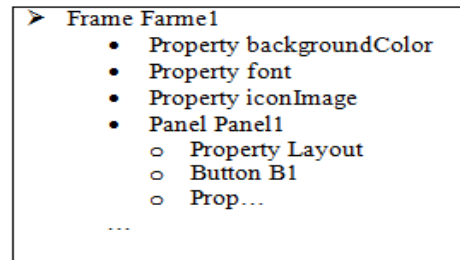 ➤ Frame Farme1
• Property backgroundColor
• Property font
• Property iconImage
• Panel Panel1
o Property Layout
o Button B1
o Prop…
…